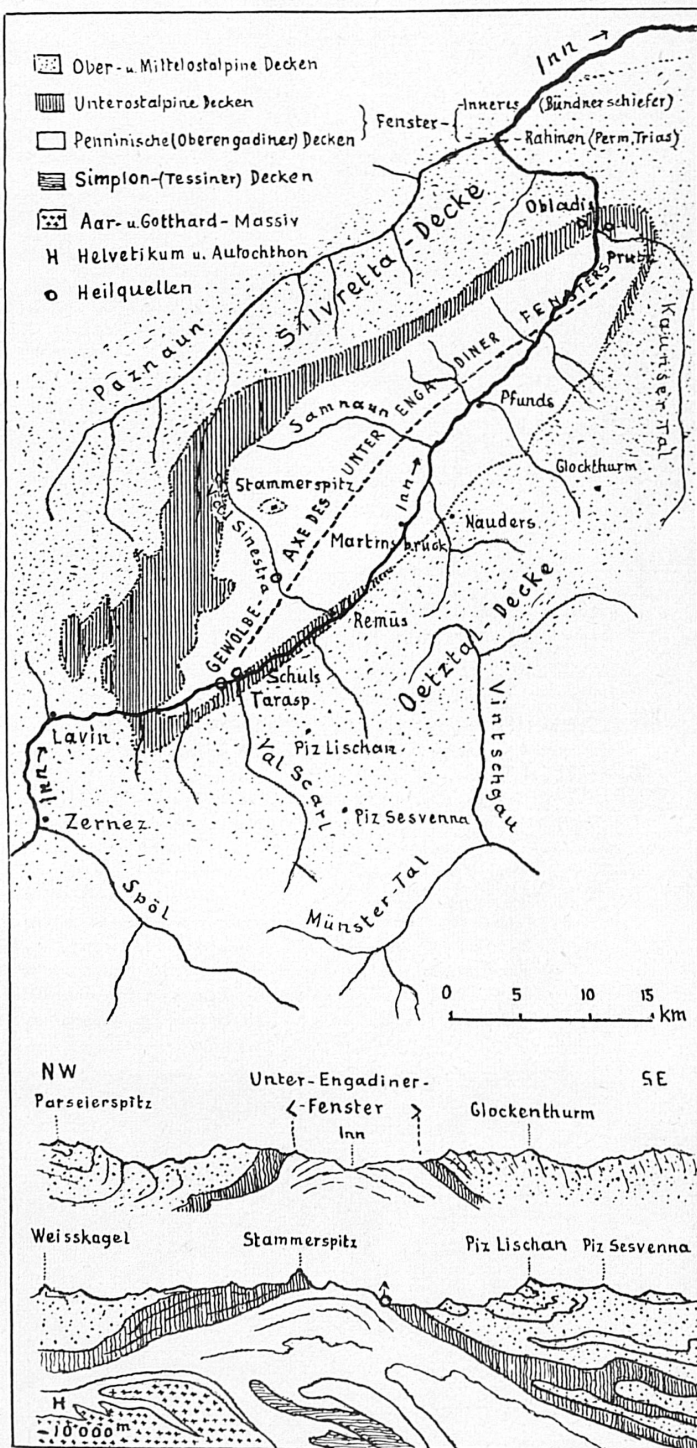 Inn →
Ober- u. Mittelostalpine Decken
Unterostalpine Decken
Penninische (Oberengadiner) Decken
Fenster-
Inneres (Bündnerschiefer)
Rahmen (Perm, Trias)
Simplon-(Tessiner) Decken
Aar- u. Gotthard-Massiv
H Helvetikum u. Autochthon
o Heilquellen
Obladis
Prutz
Silvretta-Decke
Paznaun
Kaunser Tal
GEWÖLBE-AXE DES UNTER ENGADINER FENSTERS
Samnaun
Pfunds
Stammerspitz
Glockthurm
Inn →
V. del Sinestra
Martinsbruck
Nauders
Remüs
Oetztal-Decke
Schuls
Tarasp
Lavin
Inn →
Piz Lischan
Vintschgau
Val Scarl
Zernez
Piz Sesvenna
Spöl
Münster-Tal
0 5 10 15 km
NW
SE
Unter-Engadiner-
-Fenster
Parseierspitz
Inn
Glockenthurm
Weisskagel
Stammerspitz
Piz Lischan
Piz Sesvenna
H
-10'000 m